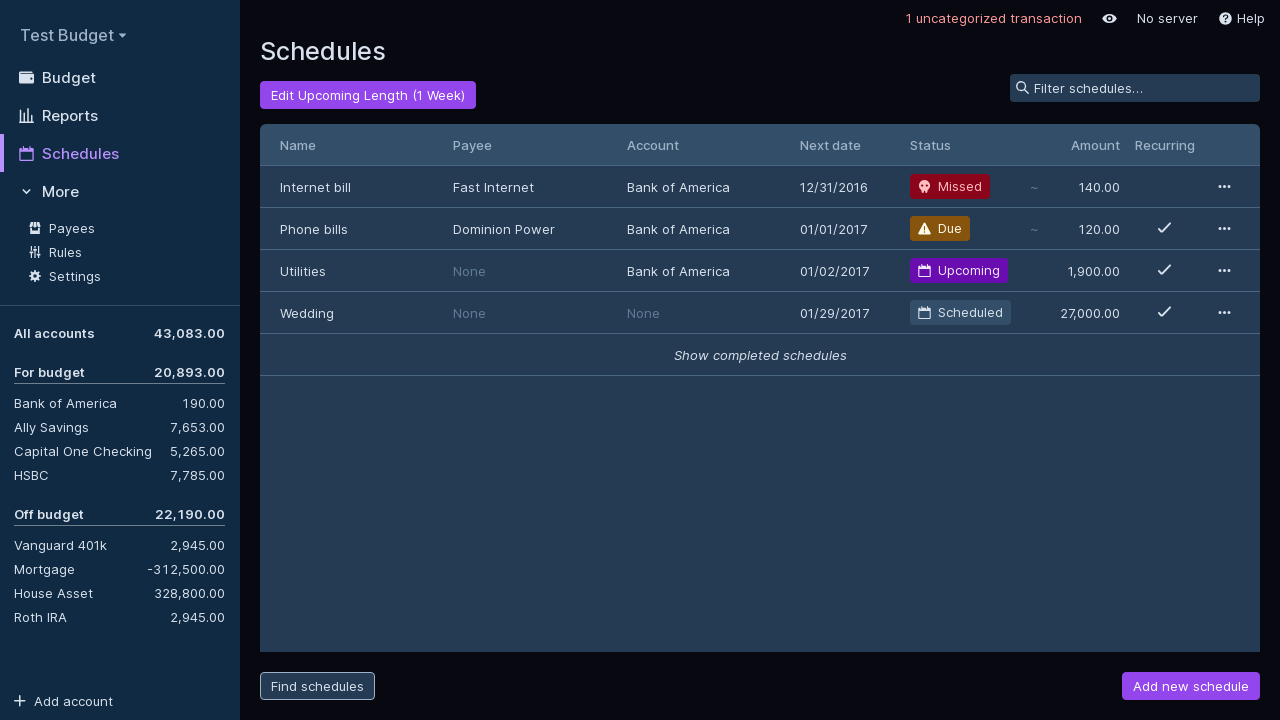 1 uncategorized transaction No server Help
Test Budget
Budget
Reports
Schedules
More
Payees
Rules
Settings
All accounts 43,083.00
For budget 20,893.00
Bank of America 190.00
Ally Savings 7,653.00
Capital One Checking 5,265.00
HSBC 7,785.00
Off budget 22,190.00
Vanguard 401k 2,945.00
Mortgage -312,500.00
House Asset 328,800.00
Roth IRA 2,945.00
Add account
Schedules
Edit Upcoming Length (1 Week)
Filter schedules…
Name Payee Account Next date Status Amount Recurring
Internet bill Fast Internet Bank of America 12/31/2016 Missed ~ 140.00
Phone bills Dominion Power Bank of America 01/01/2017 Due ~ 120.00
Utilities None Bank of America 01/02/2017 Upcoming 1,900.00
Wedding None None 01/29/2017 Scheduled 27,000.00
Show completed schedules
Find schedules
Add new schedule